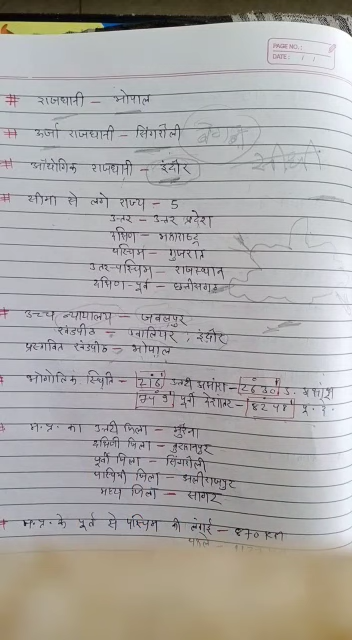 PAGE NO.:
DATE: / /
# राजधानी – भोपाल
# ऊर्जा राजधानी – सिंगरौली
# औद्योगिक राजधानी – इंदौर
# सीमा से लगे राज्य – 5
उत्तर – उत्तर प्रदेश
दक्षिण – महाराष्ट्र
पश्चिम – गुजरात
उत्तर-पश्चिम – राजस्थान
दक्षिण-पूर्व – छत्तीसगढ़
# उच्च न्यायालय – जबलपुर
खंडपीठ – ग्वालियर, इंदौर
प्रस्तावित खंडपीठ – भोपाल
# भौगोलिक स्थिति – 21°6' उत्तरी अक्षांश – 26°30' उ. अक्षांश
74°9' पूर्वी देशांतर – 82°48' पू. दे.
# म.प्र. का उत्तरी जिला – मुरैना
दक्षिणी जिला – बुरहानपुर
पूर्वी जिला – सिंगरौली
पश्चिमी जिला – अलीराजपुर
मध्य जिला – सागर
# म.प्र. के पूर्व से पश्चिम की लंबाई – 870 KM